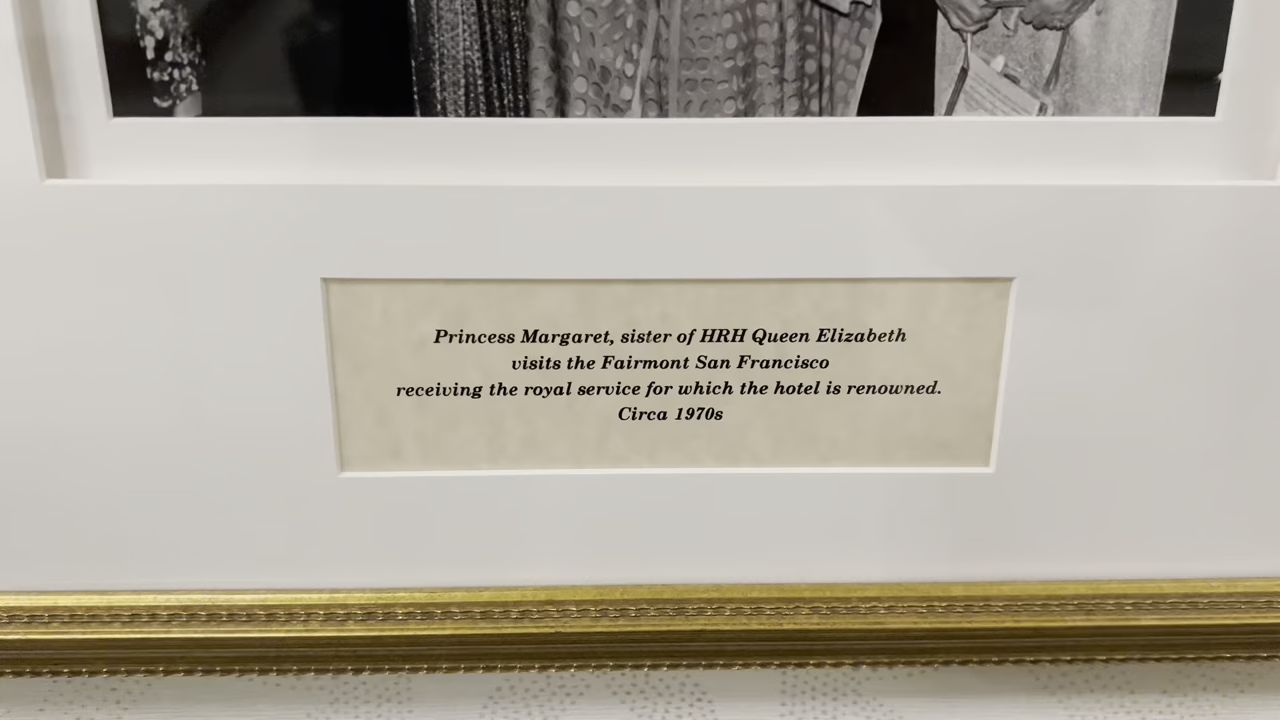 Princess Margaret, sister of HRH Queen Elizabeth
visits the Fairmont San Francisco
receiving the royal service for which the hotel is renowned.
Circa 1970s